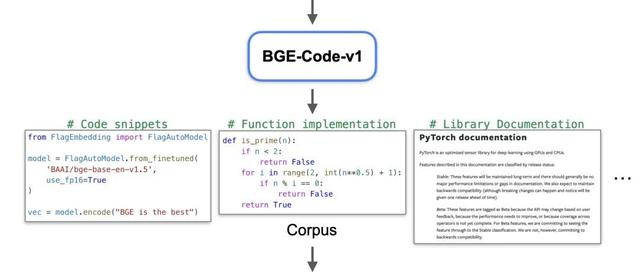 BGE-Code-v1
# Code snippets
from FlagEmbedding import FlagAutoModel
model = FlagAutoModel.from_finetuned(
'BAAI/bge-base-en-v1.5',
use_fp16=True
)
vec = model.encode("BGE is the best")
# Function implementation
def is_prime(n):
if n < 2:
return False
for i in range(2, int(n**0.5) + 1):
if n % i == 0:
return False
return True
# Library Documentation
PyTorch documentation
PyTorch is an optimized tensor library for deep learning using GPUs and CPUs.
Features described in this documentation are classified by release status:
Stable: These features will be maintained long-term and there should generally be no
major performance limitations or gaps in documentation. We also expect to maintain
backwards compatibility (although breaking changes can happen and notice will be
given one release ahead of time).
Beta: These features are tagged as Beta because the API may change based on user
feedback, because the performance needs to improve, or because coverage across
operators is not yet complete. For Beta features, we are committing to seeing the
feature through to the Stable classification. We are not, however, committing to
backwards compatibility.
...
Corpus